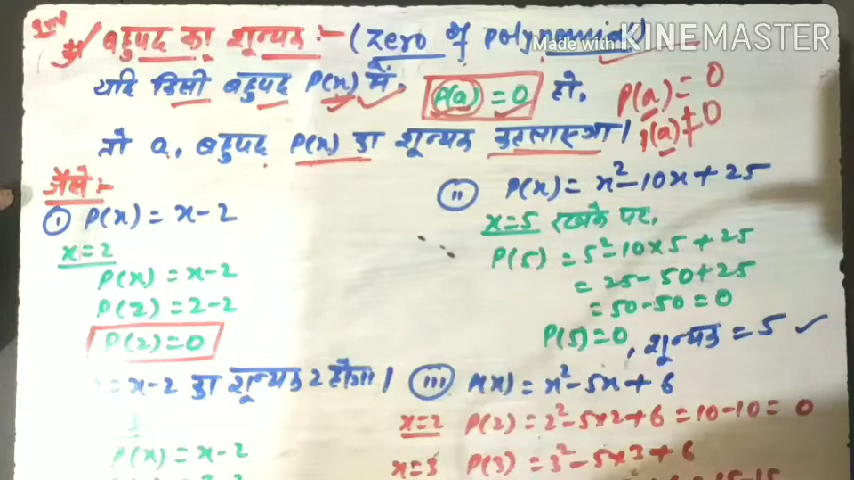 बहुपद का शून्यक :- (Zero of Polynomial)
Made with KINEMASTER
यदि किसी बहुपद P(x) में, P(a) = 0 हो, P(a) = 0
तो a, बहुपद P(x) का शून्यक कहलाएगा। P(a) ≠ 0
जैसे :-
(i) P(x) = x-2
x=2
P(x) = x-2
P(2) = 2-2
P(2) = 0
= x-2 का शून्यक 2 होगा।
3
P(x) = x-2
(ii) P(x) = x²-10x+25
x=5 रखने पर,
P(5) = 5²-10×5+25
= 25-50+25
= 50-50 = 0
P(5) = 0, शून्यक = 5 ✓
(iii) P(x) = x²-5x+6
x=2 P(2) = 2²-5×2+6 = 10-10 = 0
x=3 P(3) = 3²-5×3+6